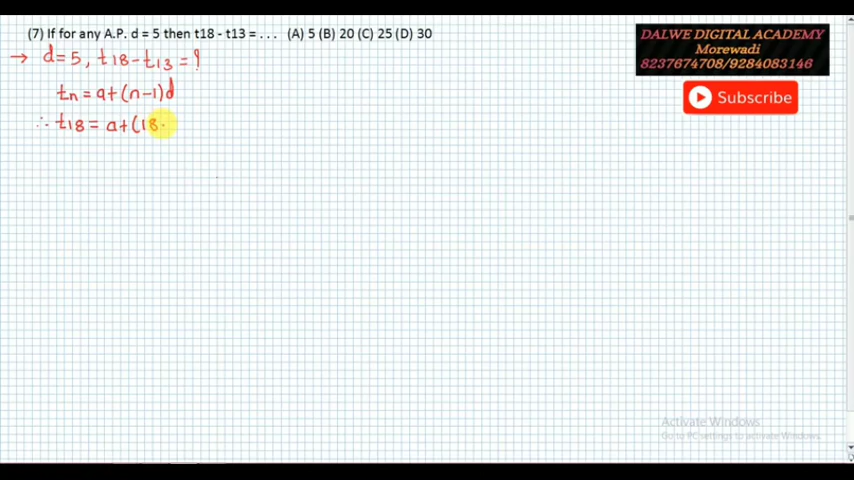 (7) If for any A.P. d = 5 then t18 - t13 = . . . (A) 5 (B) 20 (C) 25 (D) 30
→ d=5, t18-t13=?
tn=a+(n-1)d
∴ t18=a+(18-
DALWE DIGITAL ACADEMY
Morewadi
8237674708/9284083146
Subscribe
Activate Windows
Go to PC settings to activate Windows.